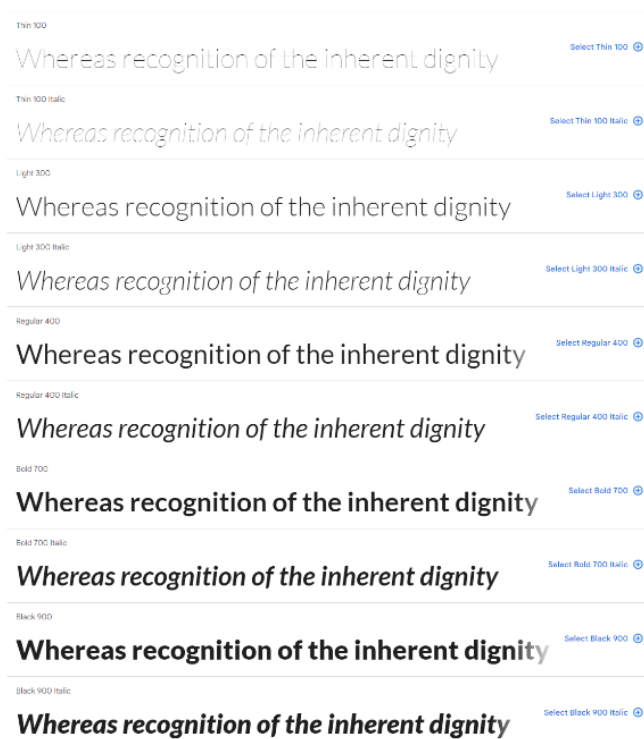 Thin 100
Whereas recognition of the inherent dignity
Select Thin 100
Thin 100 Italic
Whereas recognition of the inherent dignity
Select Thin 100 Italic
Light 300
Whereas recognition of the inherent dignity
Select Light 300
Light 300 Italic
Whereas recognition of the inherent dignity
Select Light 300 Italic
Regular 400
Whereas recognition of the inherent dignity
Select Regular 400
Regular 400 Italic
Whereas recognition of the inherent dignity
Select Regular 400 Italic
Bold 700
Whereas recognition of the inherent dignity
Select Bold 700
Bold 700 Italic
Whereas recognition of the inherent dignity
Select Bold 700 Italic
Black 900
Whereas recognition of the inherent dignity
Select Black 900
Black 900 Italic
Whereas recognition of the inherent dignity
Select Black 900 Italic